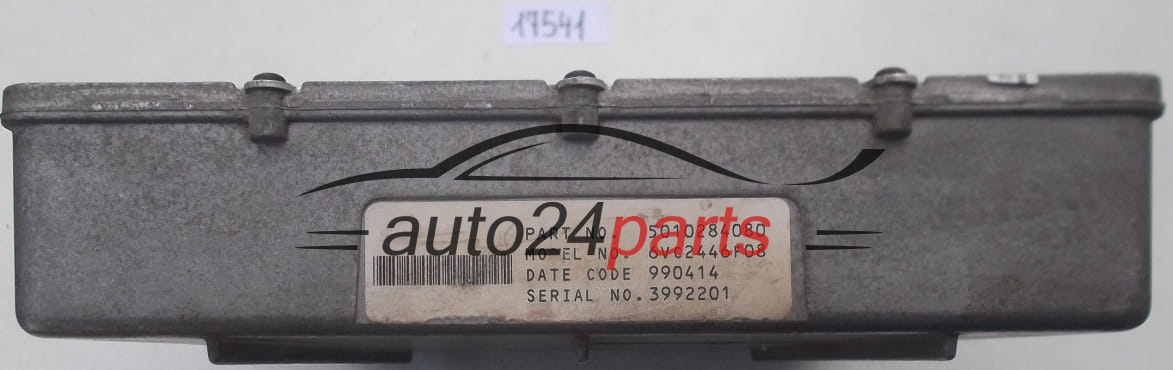 17541
auto24parts
PART NO. 5010284080
MODEL NO. 6VC2446F08
DATE CODE 990414
SERIAL NO.3992201